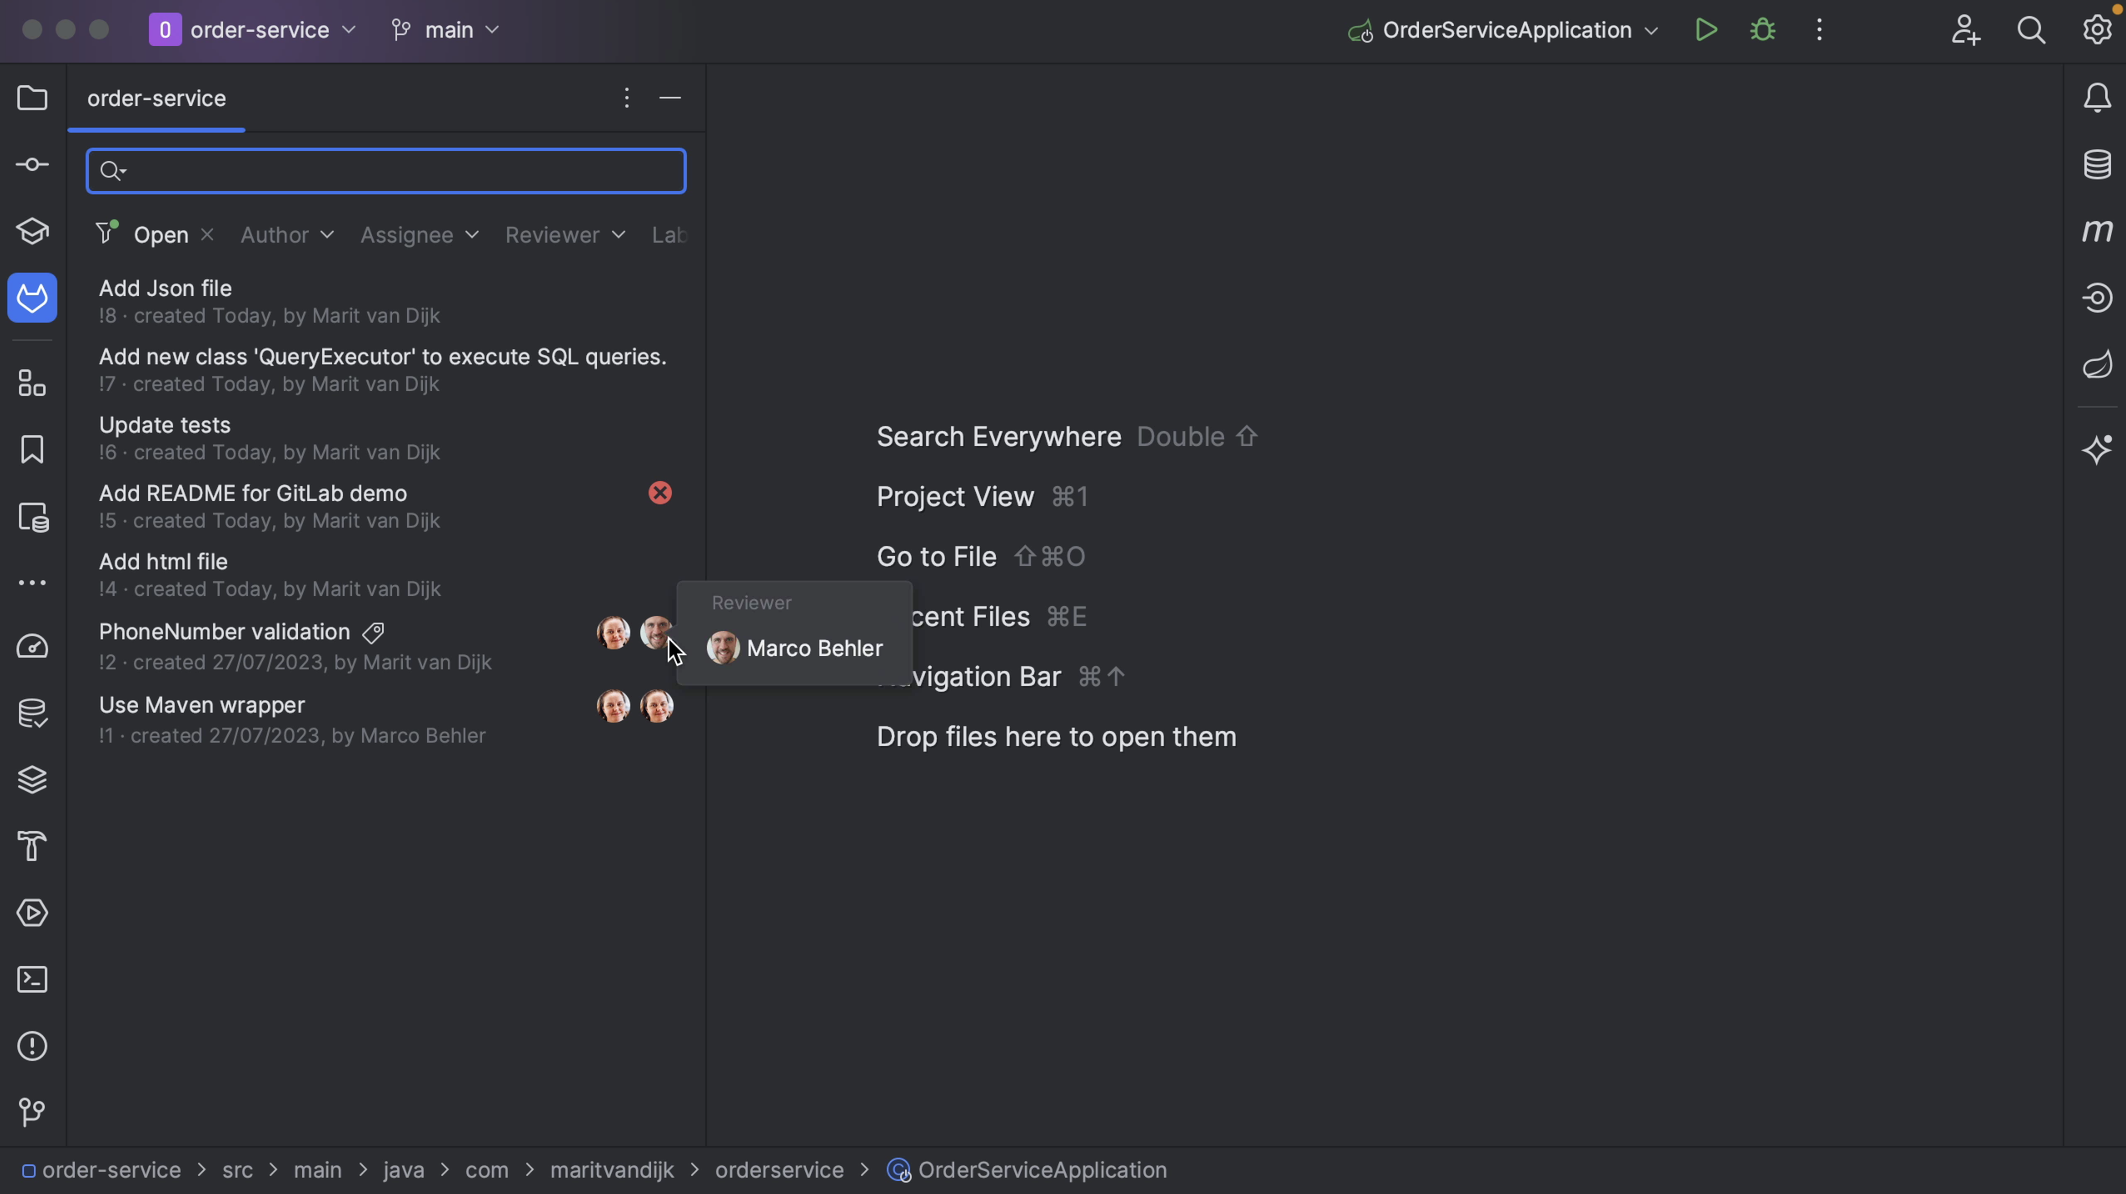 O order-service main OrderServiceApplication
order-service
Open Author Assignee Reviewer Lab
Add Json file
!8 · created Today, by Marit van Dijk
Add new class 'QueryExecutor' to execute SQL queries.
!7 · created Today, by Marit van Dijk
Update tests
!6 · created Today, by Marit van Dijk
Add README for GitLab demo
!5 · created Today, by Marit van Dijk
Add html file
!4 · created Today, by Marit van Dijk
PhoneNumber validation
!2 · created 27/07/2023, by Marit van Dijk
Use Maven wrapper
!1 · created 27/07/2023, by Marco Behler
Reviewer
Marco Behler
Search Everywhere Double ⇧
Project View ⌘1
Go to File ⇧⌘O
cent Files ⌘E
vigation Bar ⌘↑
Drop files here to open them
m
order-service > src > main > java > com > maritvandijk > orderservice > OrderServiceApplication